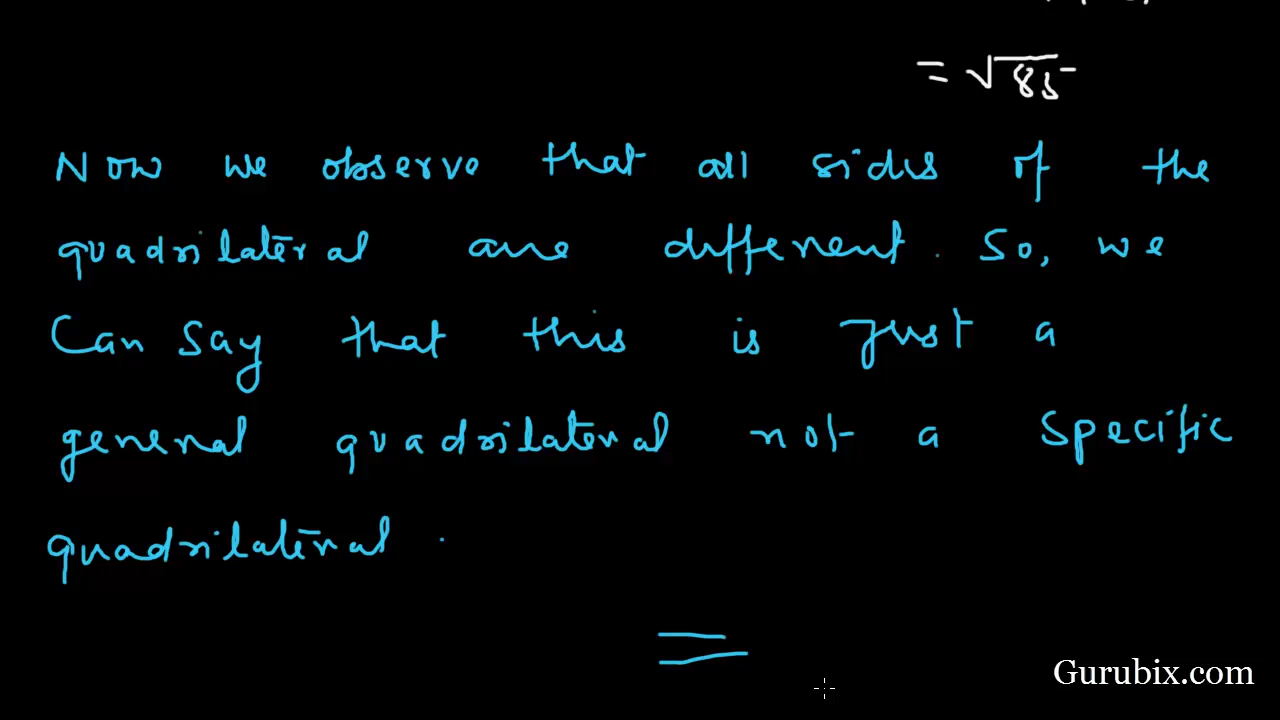 = √85
Now we observe that all sides of the
quadrilateral are different. So, we
Can say that this is just a
general quadrilateral not a specific
quadrilateral.
Gurubix.com